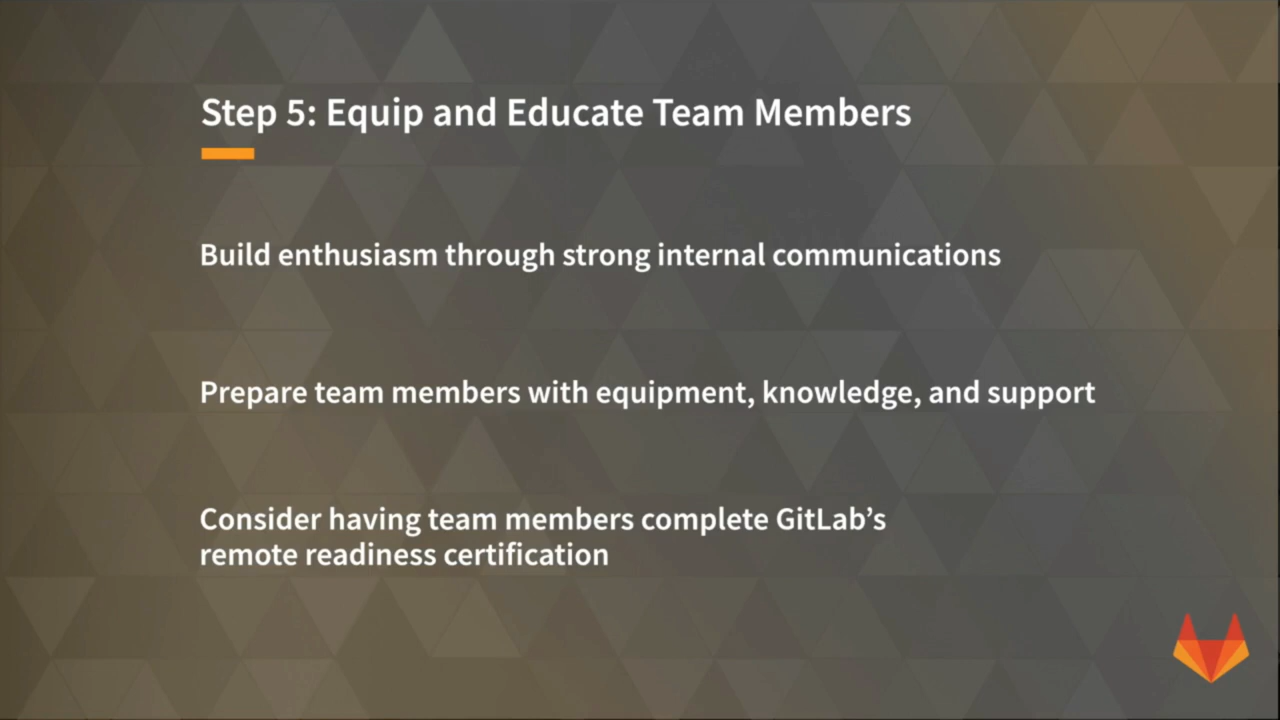 Step 5: Equip and Educate Team Members
Build enthusiasm through strong internal communications
Prepare team members with equipment, knowledge, and support
Consider having team members complete GitLab’s
remote readiness certification